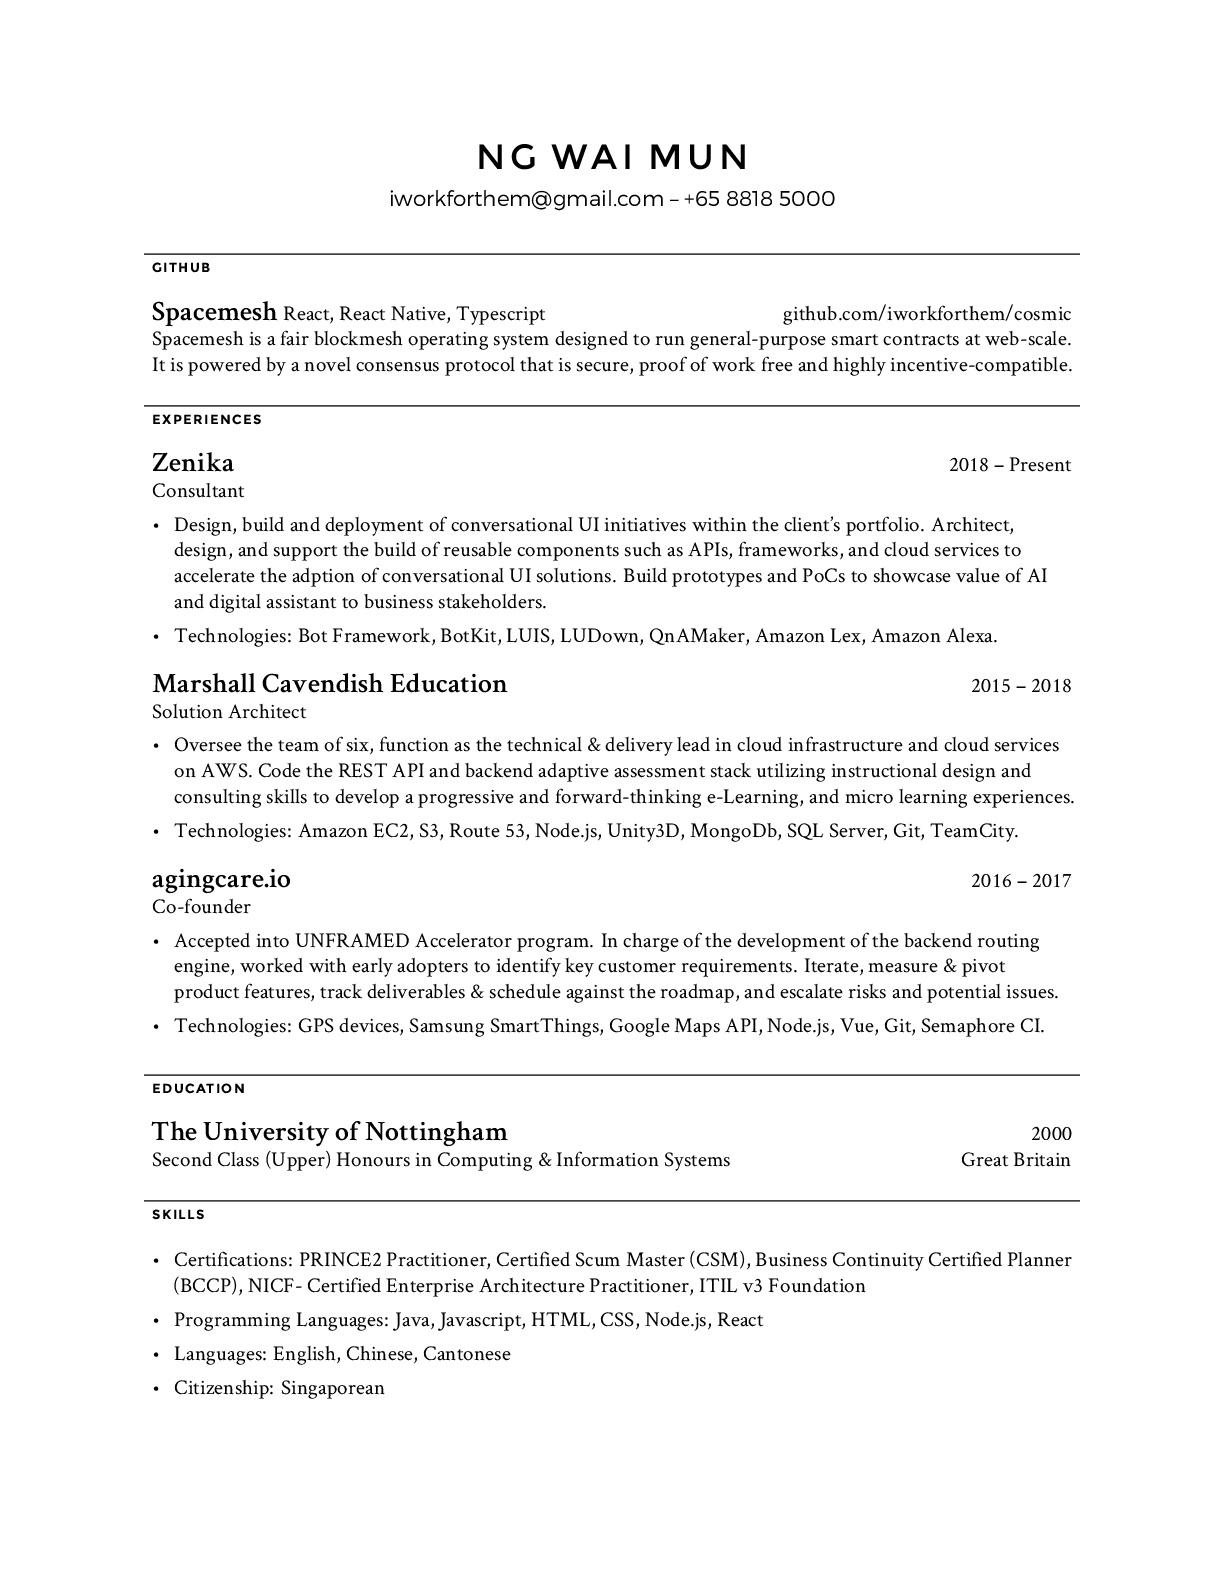 NG WAI MUN
iworkforthem@gmail.com – +65 8818 5000
GITHUB
Spacemesh React, React Native, Typescript github.com/iworkforthem/cosmic
Spacemesh is a fair blockmesh operating system designed to run general-purpose smart contracts at web-scale.
It is powered by a novel consensus protocol that is secure, proof of work free and highly incentive-compatible.
EXPERIENCES
Zenika 2018 – Present
Consultant
• Design, build and deployment of conversational UI initiatives within the client’s portfolio. Architect,
design, and support the build of reusable components such as APIs, frameworks, and cloud services to
accelerate the adption of conversational UI solutions. Build prototypes and PoCs to showcase value of AI
and digital assistant to business stakeholders.
• Technologies: Bot Framework, BotKit, LUIS, LUDown, QnAMaker, Amazon Lex, Amazon Alexa.
Marshall Cavendish Education 2015 – 2018
Solution Architect
• Oversee the team of six, function as the technical & delivery lead in cloud infrastructure and cloud services
on AWS. Code the REST API and backend adaptive assessment stack utilizing instructional design and
consulting skills to develop a progressive and forward-thinking e-Learning, and micro learning experiences.
• Technologies: Amazon EC2, S3, Route 53, Node.js, Unity3D, MongoDb, SQL Server, Git, TeamCity.
agingcare.io 2016 – 2017
Co-founder
• Accepted into UNFRAMED Accelerator program. In charge of the development of the backend routing
engine, worked with early adopters to identify key customer requirements. Iterate, measure & pivot
product features, track deliverables & schedule against the roadmap, and escalate risks and potential issues.
• Technologies: GPS devices, Samsung SmartThings, Google Maps API, Node.js, Vue, Git, Semaphore CI.
EDUCATION
The University of Nottingham 2000
Second Class (Upper) Honours in Computing & Information Systems Great Britain
SKILLS
• Certifications: PRINCE2 Practitioner, Certified Scum Master (CSM), Business Continuity Certified Planner
(BCCP), NICF- Certified Enterprise Architecture Practitioner, ITIL v3 Foundation
• Programming Languages: Java, Javascript, HTML, CSS, Node.js, React
• Languages: English, Chinese, Cantonese
• Citizenship: Singaporean